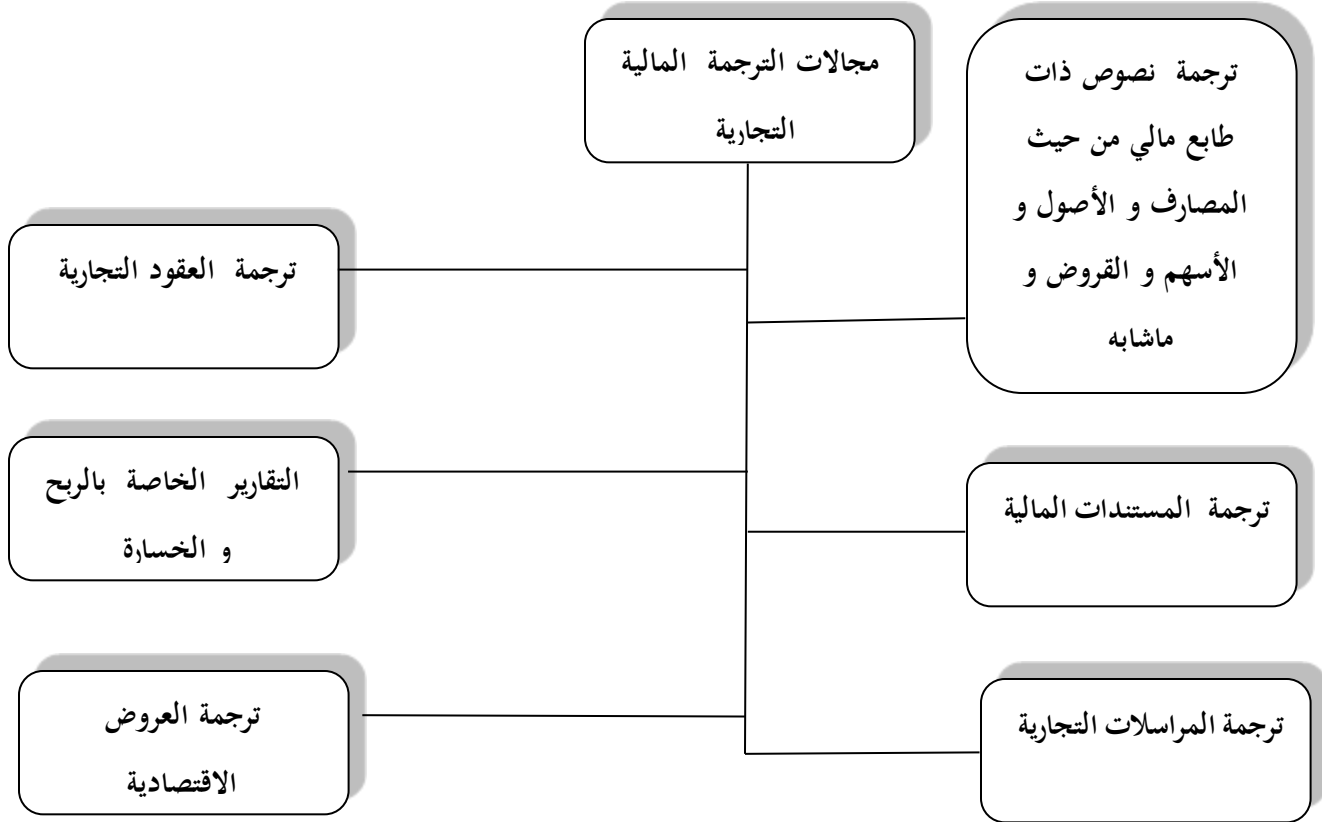 مجالات الترجمة المالية
التجارية
ترجمة نصوص ذات
طابع مالي من حيث
المصارف و الأصول و
الأسهم و القروض و
ماشابه
ترجمة العقود التجارية
التقارير الخاصة بالربح
و الخسارة
ترجمة المستندات المالية
ترجمة العروض
الاقتصادية
ترجمة المراسلات التجارية